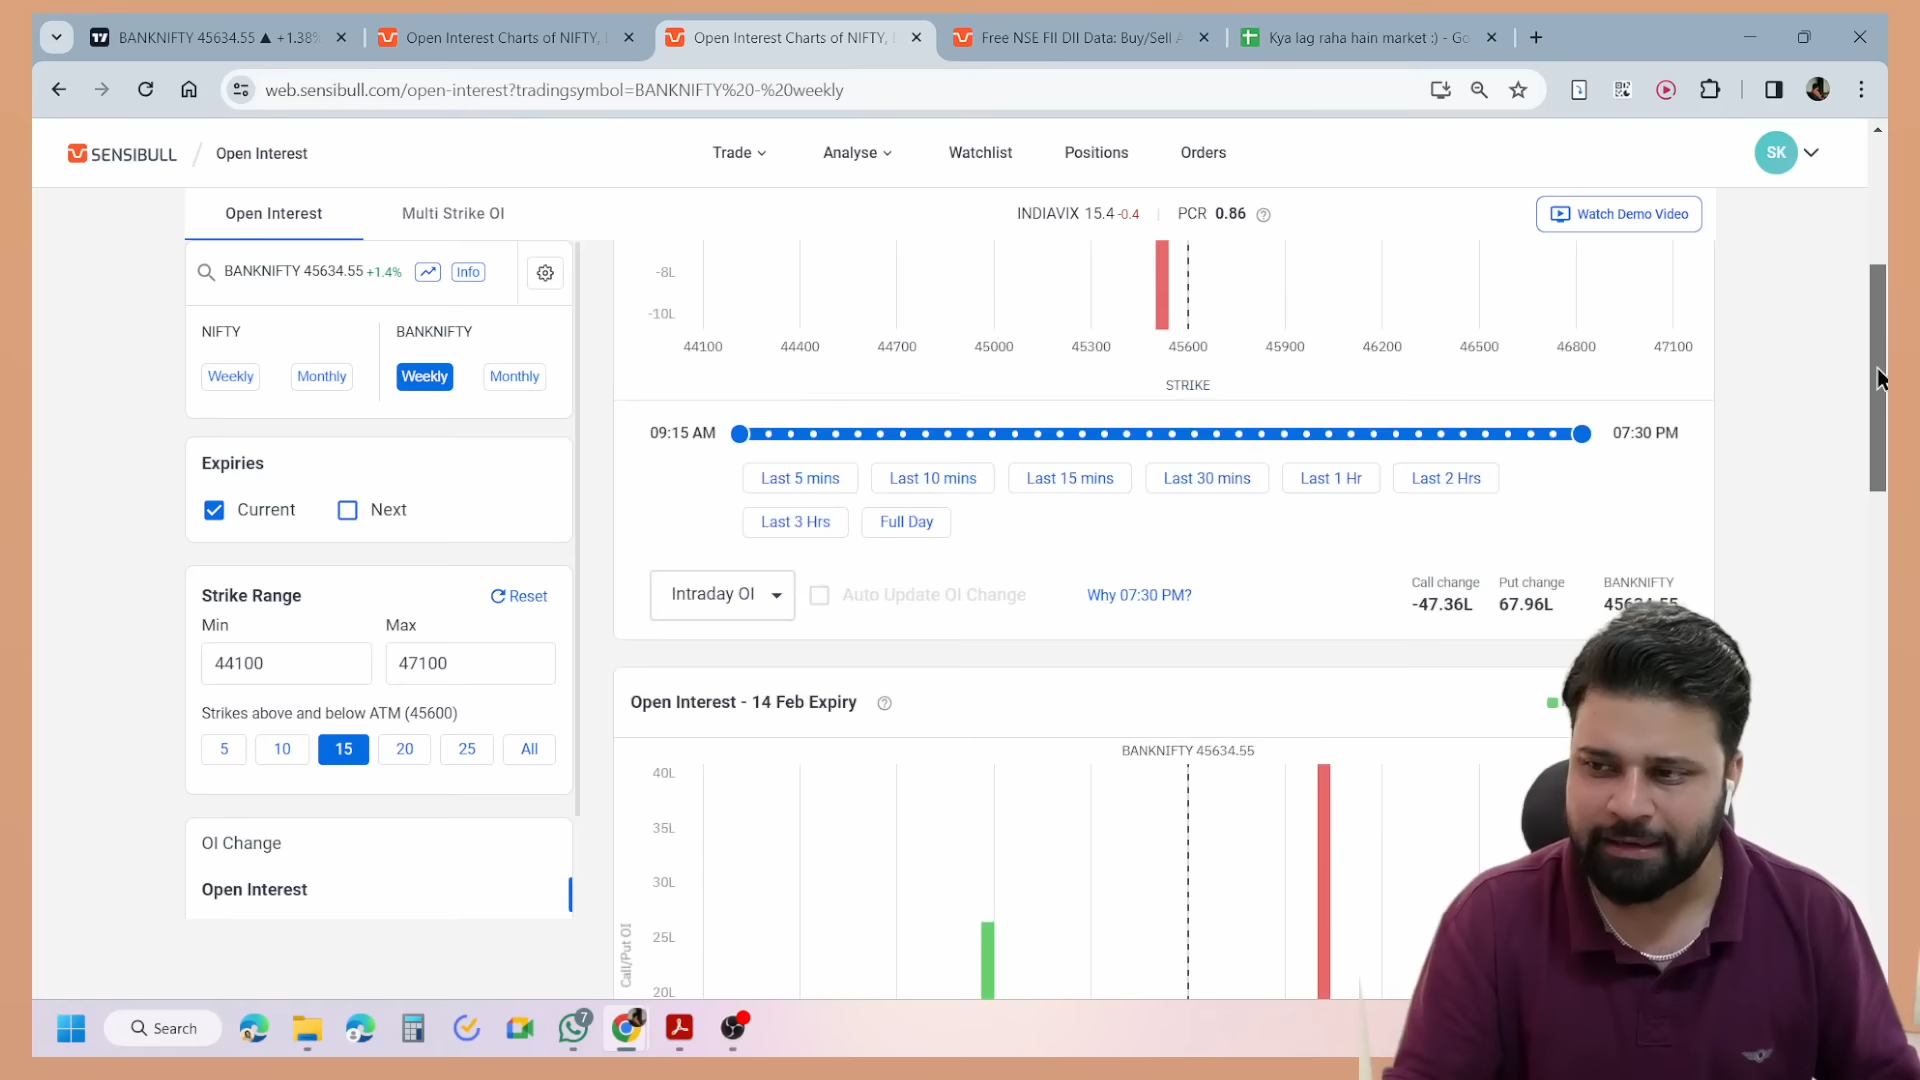 BANKNIFTY 45634.55 ▲ +1.38%
Open Interest Charts of NIFTY,
Open Interest Charts of NIFTY,
Free NSE FII DII Data: Buy/Sell
Kya lag raha hain market :) - Go
web.sensibull.com/open-interest?tradingsymbol=BANKNIFTY%20-%20weekly
SENSIBULL / Open Interest
Trade
Analyse
Watchlist
Positions
Orders
SK
Open Interest
Multi Strike OI
INDIAVIX 15.4 -0.4
PCR 0.86
Watch Demo Video
BANKNIFTY 45634.55 +1.4%
Info
NIFTY
BANKNIFTY
Weekly
Monthly
Weekly
Monthly
Expiries
Current
Next
Strike Range
Reset
Min
Max
44100
47100
Strikes above and below ATM (45600)
5
10
15
20
25
All
OI Change
Open Interest
-8L
-10L
44100
44400
44700
45000
45300
45600
45900
46200
46500
46800
47100
STRIKE
09:15 AM
07:30 PM
Last 5 mins
Last 10 mins
Last 15 mins
Last 30 mins
Last 1 Hr
Last 2 Hrs
Last 3 Hrs
Full Day
Intraday OI
Auto Update OI Change
Why 07:30 PM?
Call change
Put change
BANKNIFTY
-47.36L
67.96L
45634.55
Open Interest - 14 Feb Expiry
BANKNIFTY 45634.55
40L
35L
30L
25L
20L
Call/Put OI
Search
7